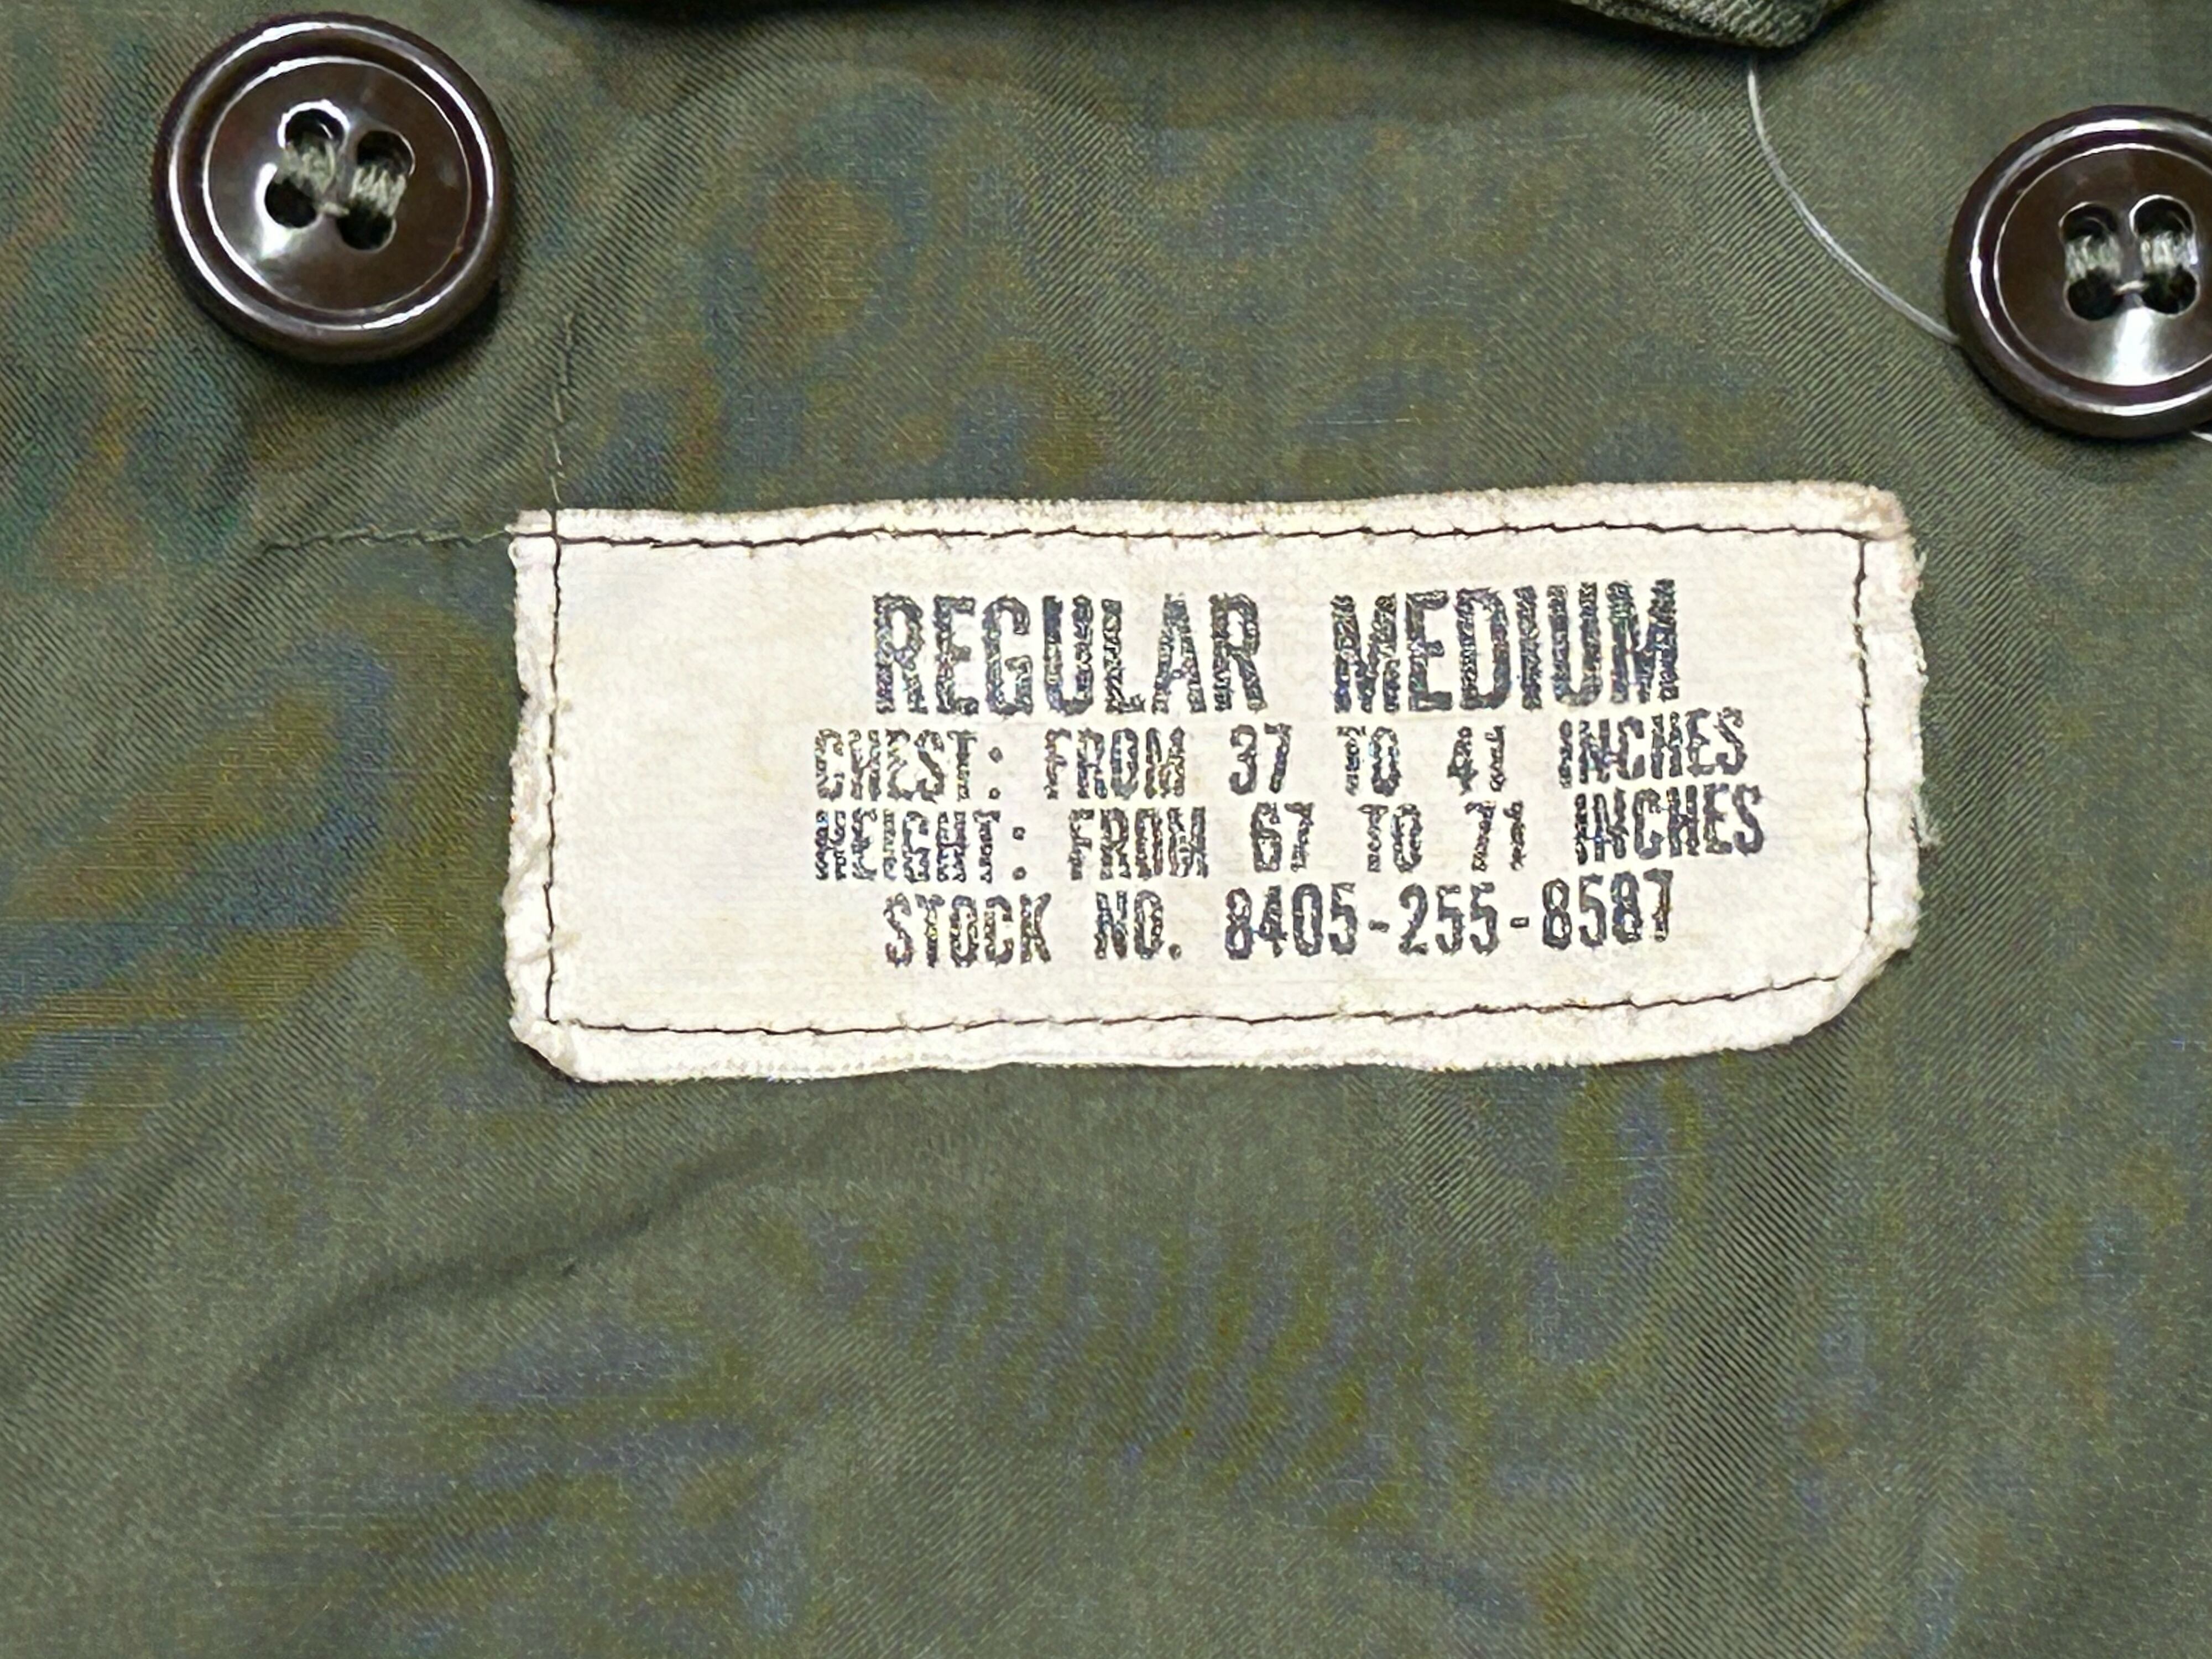 REGULAR MEDIUM
CHEST: FROM 37 TO 41 INCHES
HEIGHT: FROM 67 TO 71 INCHES
STOCK NO. 8405-255-8587